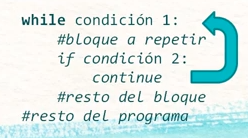 while condición 1:
#bloque a repetir
if condición 2:
continue
#resto del bloque
#resto del programa